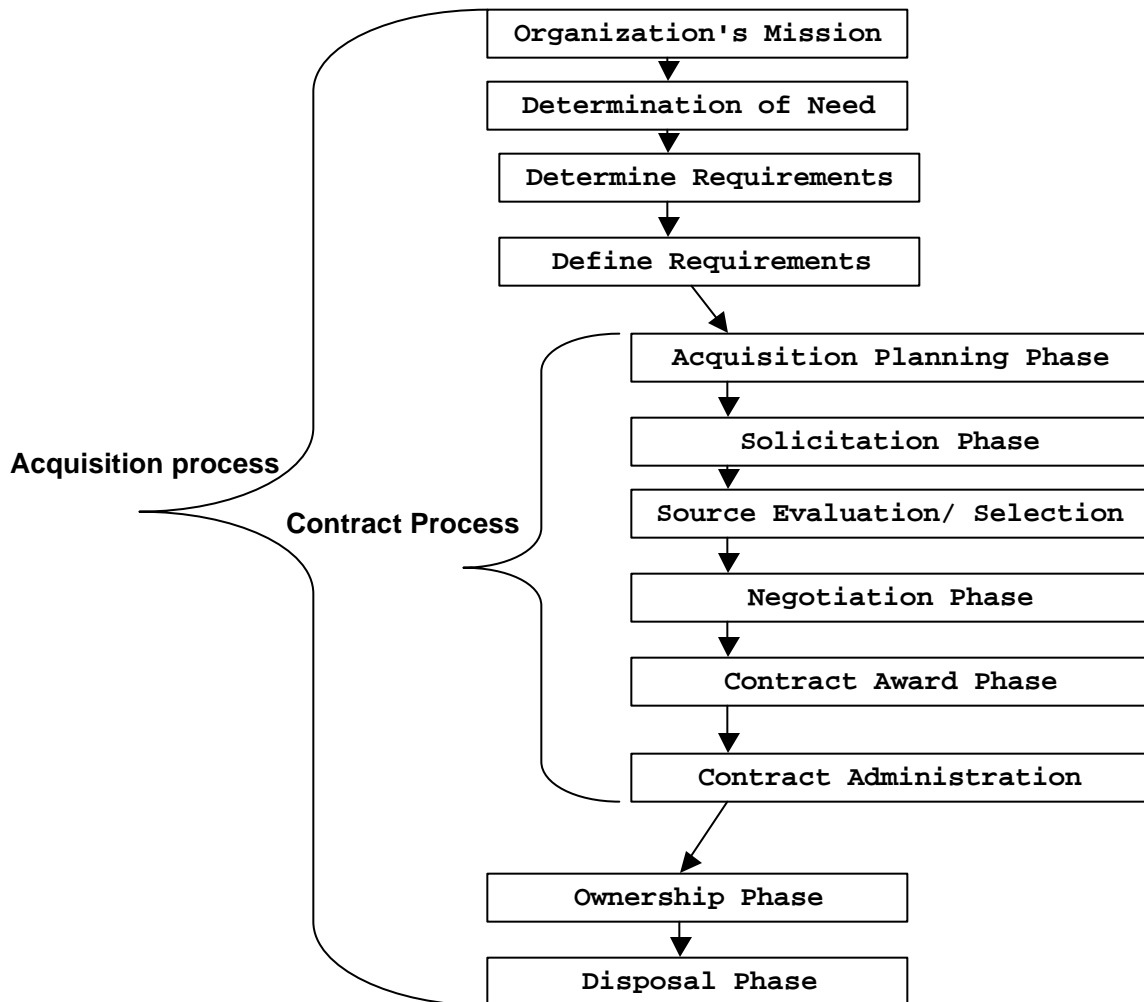 Organization's Mission
Determination of Need
Determine Requirements
Define Requirements
Acquisition Planning Phase
Solicitation Phase
Acquisition process
Source Evaluation/ Selection
Contract Process
Negotiation Phase
Contract Award Phase
Contract Administration
Ownership Phase
Disposal Phase